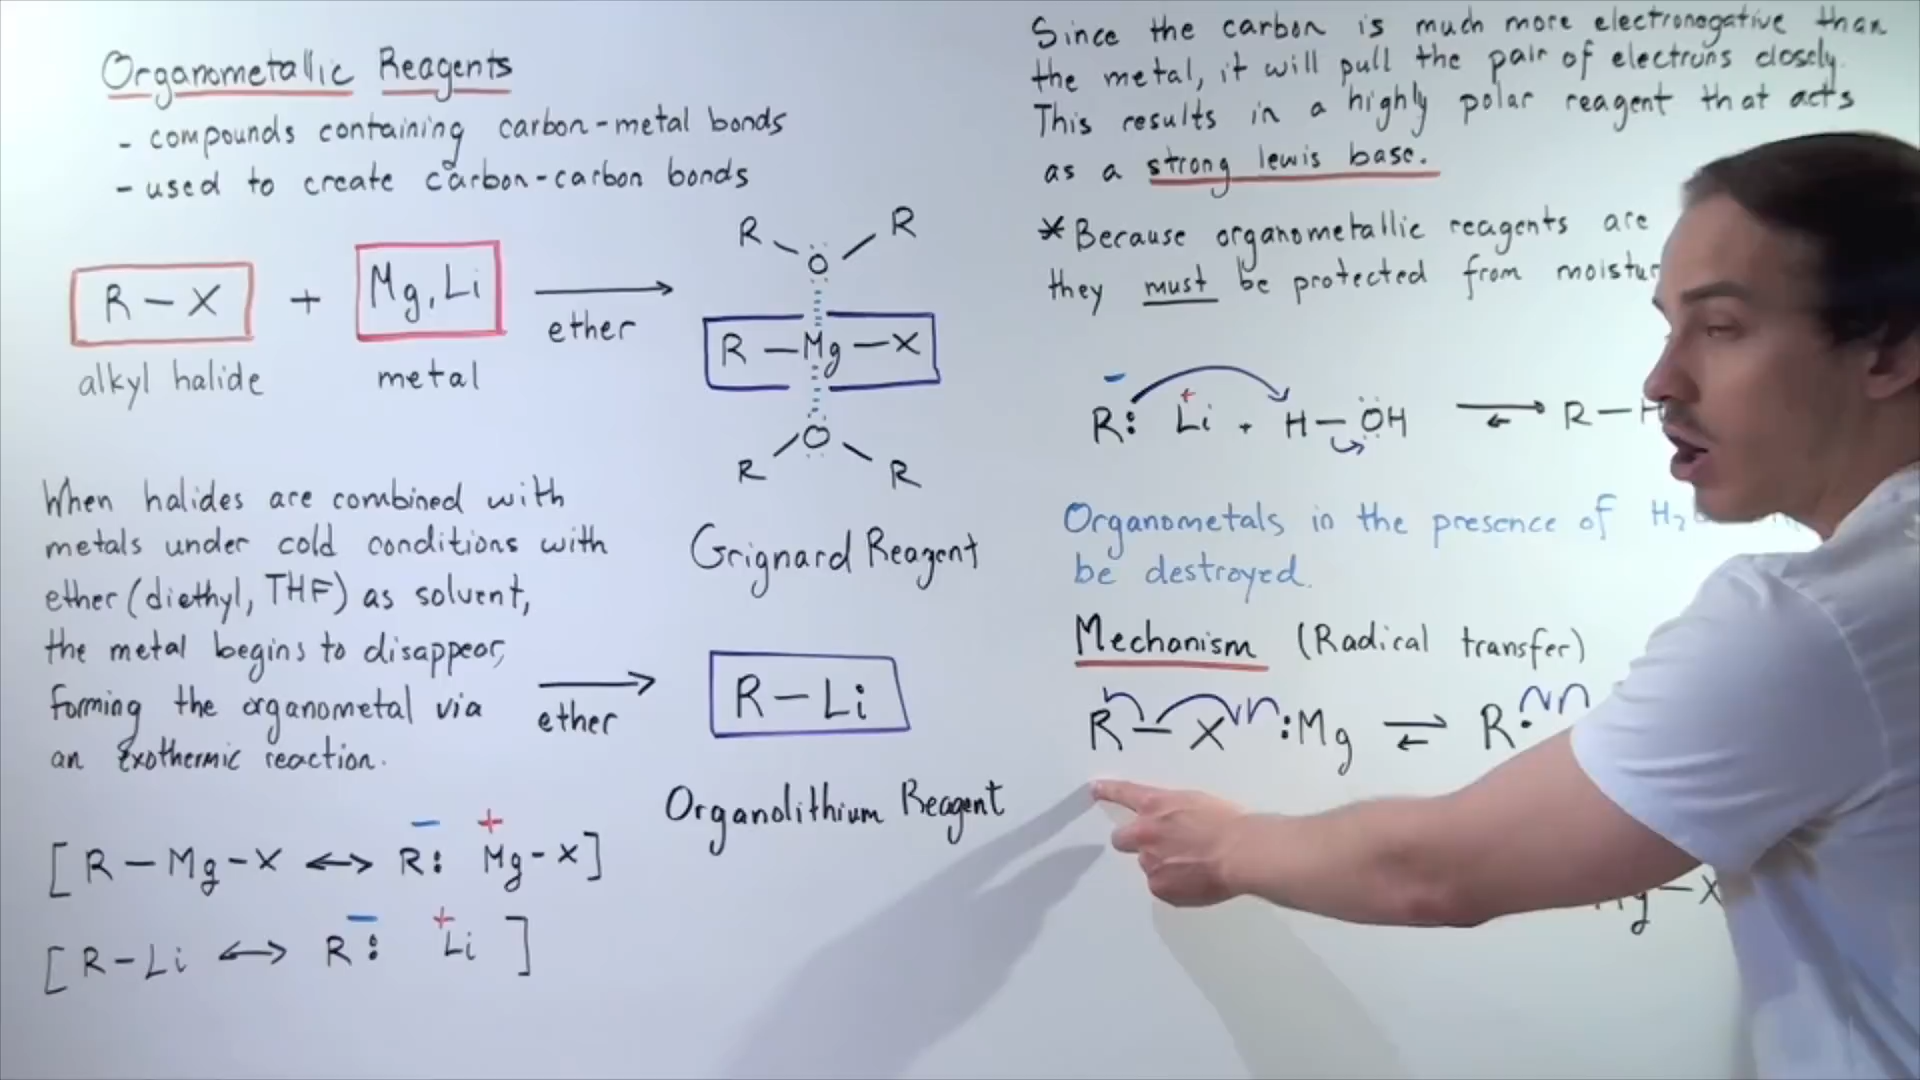 Organometallic Reagents
- compounds containing carbon-metal bonds
- used to create carbon-carbon bonds
R — X + Mg, Li
ether
alkyl halide
metal
R R
O
R — Mg — X
O
R R
Grignard Reagent
When halides are combined with
metals under cold conditions with
ether (diethyl, THF) as solvent,
the metal begins to disappear,
forming the organometal via
an Exothermic reaction.
ether
R — Li
Organolithium Reagent
[R — Mg — X ↔ R:⁻ ⁺Mg - X]
[R - Li ↔ R:⁻ ⁺Li]
Since the carbon is much more electronegative than
the metal, it will pull the pair of electrons closely.
This results in a highly polar reagent that acts
as a strong lewis base.
*Because organometallic reagents are
they must be protected from
R:⁻ Li⁺ + H — ÖH ⇌ R — H
Organometals in the presence of
be destroyed.
Mechanism (Radical transfer)
R — X :Mg ⇌ R·
Mg — X